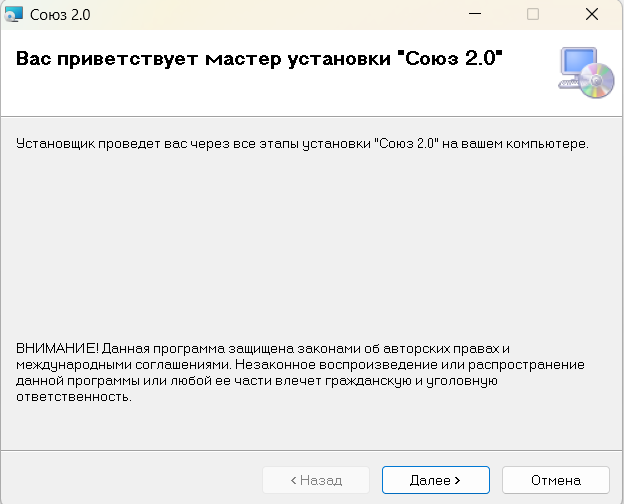 Союз 2.0
Вас приветствует мастер установки "Союз 2.0"
Установщик проведет вас через все этапы установки "Союз 2.0" на вашем компьютере.
ВНИМАНИЕ! Данная программа защищена законами об авторских правах и
международными соглашениями. Незаконное воспроизведение или распространение
данной программы или любой ее части влечет гражданскую и уголовную
ответственность.
< Назад
Далее >
Отмена